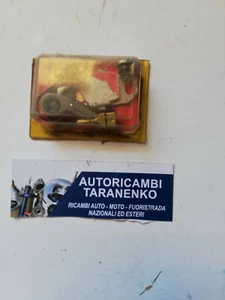 AUTORICAMBI
TARANENKO
RICAMBI AUTO - MOTO - FUORISTRADA
NAZIONALI ED ESTERI